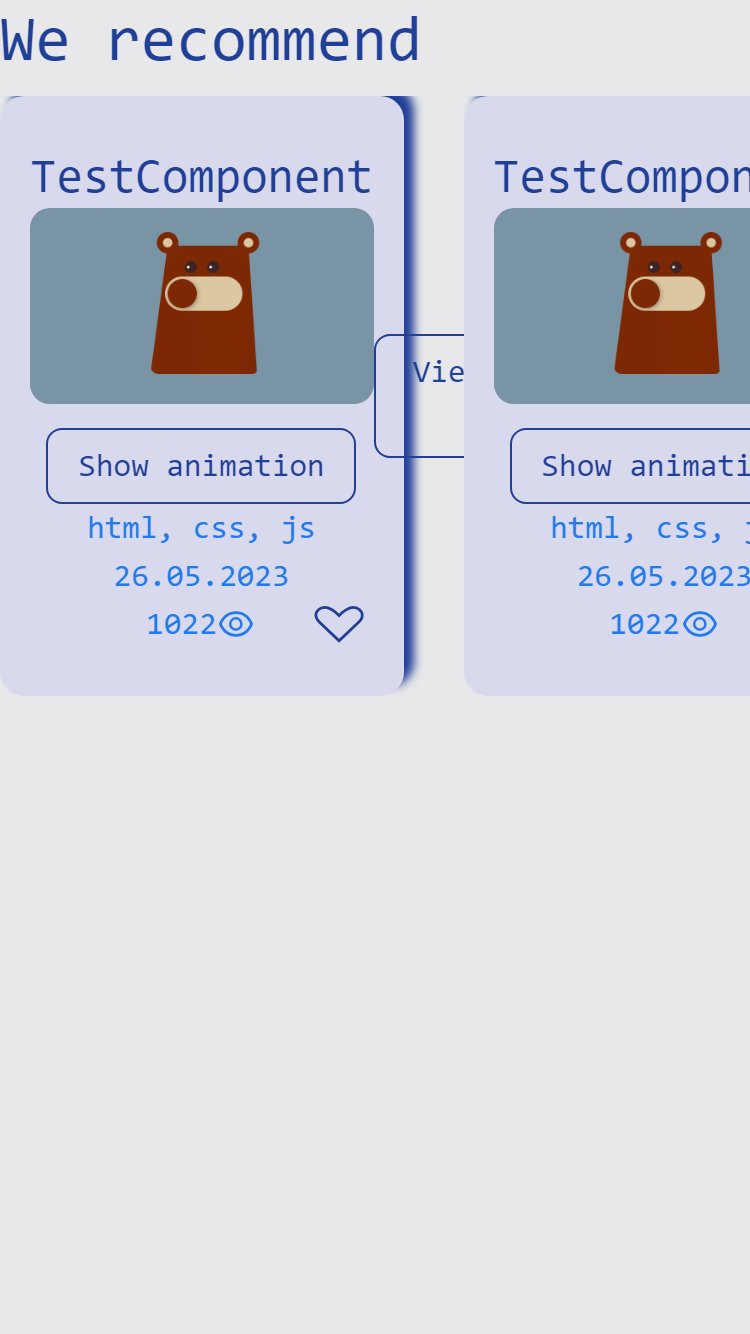 We recommend
TestComponent
Show animation
html, css, js
26.05.2023
1022
Vie
TestCompon
Show animati
html, css, j
26.05.2023
1022